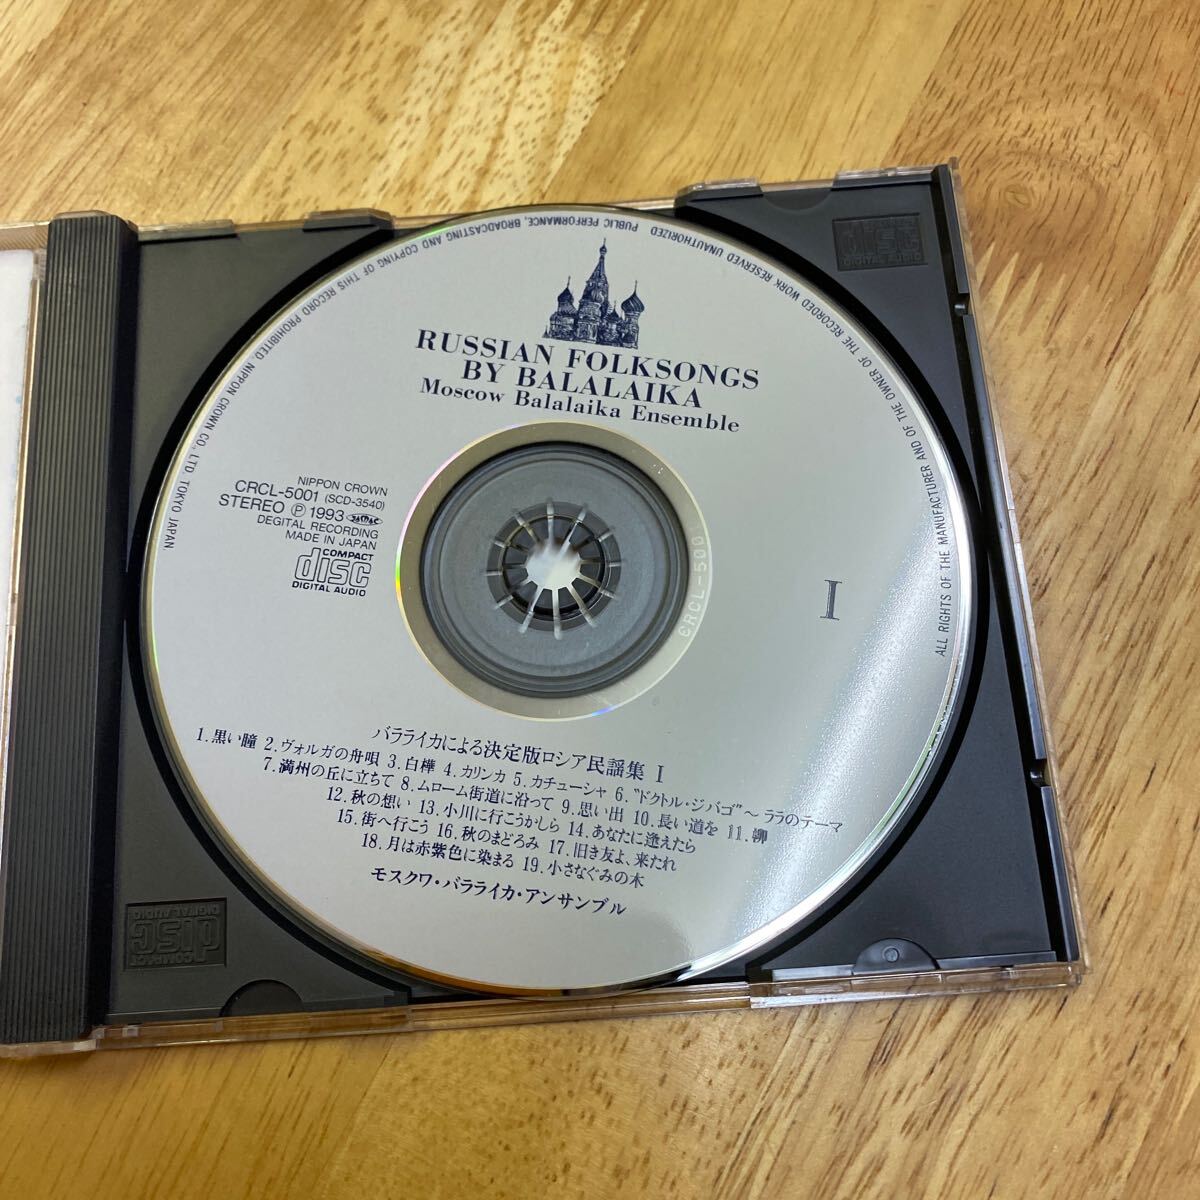 UNAUTHORIZED PUBLIC PERFORMANCE, BROADCASTING AND COPYING OF THIS RECORD PROHIBITED. NIPPON CROWN CO. LTD. TOKYO JAPAN
ALL RIGHTS OF THE MANUFACTURER AND OF THE OWNER OF THE RECORDED WORK RESERVED
RUSSIAN FOLKSONGS
BY BALALAIKA
Moscow Balalaika Ensemble
NIPPON CROWN
CRCL-5001 (SCD-3540)
STEREO Ⓟ 1993 JASRAC
DEGITAL RECORDING
MADE IN JAPAN
COMPACT
disc
DIGITAL AUDIO
CRCL-5001
I
バラライカによる決定版ロシア民謡集 I
1.黒い瞳 2.ヴォルガの舟唄 3.白樺 4.カリンカ 5.カチューシャ 6.“ドクトル・ジバゴ”～ララのテーマ
7.満州の丘に立ちて 8.ムローム街道に沿って 9.思い出 10.長い道を 11.柳
12.秋の想い 13.小川に行こうかしら 14.あなたに逢えたら
15.街へ行こう 16.秋のまどろみ 17.旧き友よ、来たれ
18.月は赤紫色に染まる 19.小さなぐみの木
モスクワ・バラライカ・アンサンブル
COMPACT
disc
DIGITAL AUDIO
COMPACT
disc
DIGITAL AUDIO